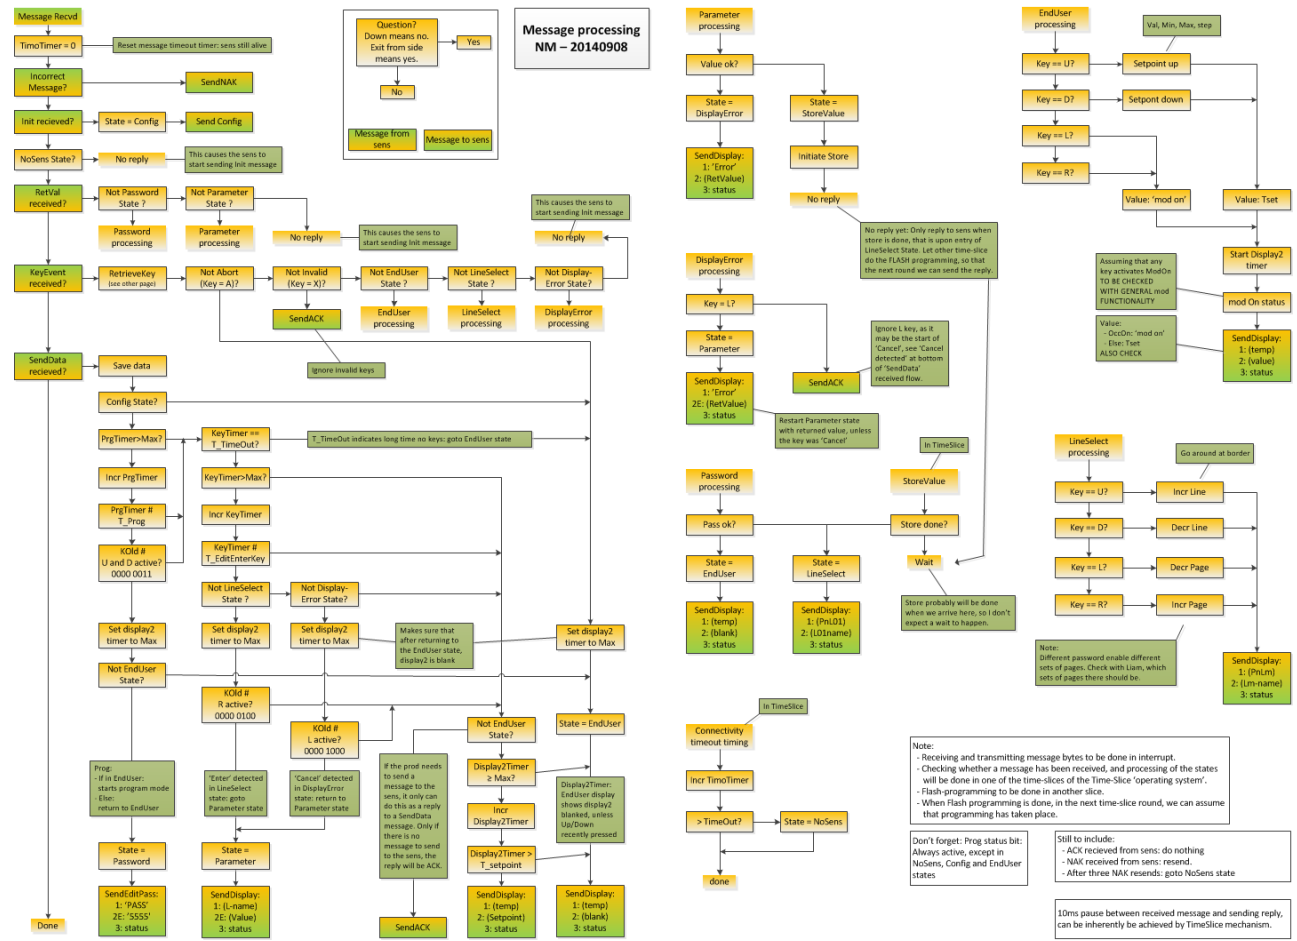 Message Recvd
TimoTimer = 0
Reset message timeout timer: sens still alive
Incorrect
Message?
SendNAK
Init recieved?
State = Config
Send Config
NoSens State?
No reply
This causes the sens to
start sending Init message
RetVal
received?
Not Password
State ?
Not Parameter
State ?
Password
processing
Parameter
processing
No reply
This causes the sens to
start sending Init message
This causes the sens to
start sending Init message
No reply
KeyEvent
received?
RetrieveKey
(see other page)
Not Abort
(Key = A)?
Not Invalid
(Key = X)?
Not EndUser
State ?
Not LineSelect
State ?
Not Display-
Error State?
SendACK
EndUser
processing
LineSelect
processing
DisplayError
processing
Ignore invalid keys
SendData
recieved?
Save data
Config State?
PrgTimer>Max?
KeyTimer ==
T_TimeOut?
T_TimeOut indicates long time no keys: goto EndUser state
Incr PrgTimer
KeyTimer>Max?
PrgTimer #
T_Prog
Incr KeyTimer
KOld #
U and D active?
0000 0011
KeyTimer #
T_EditEnterKey
Not LineSelect
State ?
Not Display-
Error State?
Set display2
timer to Max
Set display2
timer to Max
Set display2
timer to Max
Makes sure that
after returning to
the EndUser state,
display2 is blank
Set display2
timer to Max
Not EndUser
State?
KOld #
R active?
0000 0100
KOld #
L active?
0000 1000
Not EndUser
State?
State = EndUser
Prog:
- If in EndUser:
starts program mode
- Else:
return to EndUser
'Enter' detected
in LineSelect
state: goto
Parameter state
'Cancel' detected
in DisplayError
state: return to
Parameter state
If the prod needs
to send a
message to the
sens, it only can
do this as a reply
to a SendData
message. Only if
there is no
message to send
to the sens, the
reply will be ACK.
Display2Timer
≥ Max?
Incr
Display2Timer
Display2Timer >
T_setpoint
Display2Timer:
EndUser display
shows display2
blanked, unless
Up/Down
recently pressed
State =
Password
State =
Parameter
Done
SendEditPass:
1: 'PASS'
2E: '5555'
3: status
SendDisplay:
1: (L-name)
2E: (Value)
3: status
SendACK
SendDisplay:
1: (temp)
2: (Setpoint)
3: status
SendDisplay:
1: (temp)
2: (blank)
3: status
Question?
Down means no.
Exit from side
means yes.
Yes
No
Message from
sens
Message to sens
Message processing
NM – 20140908
Parameter
processing
Value ok?
State =
DisplayError
State =
StoreValue
SendDisplay:
1: 'Error'
2: (RetValue)
3: status
Initiate Store
No reply
No reply yet: Only reply to sens when
store is done, that is upon entry of
LineSelect State. Let other time-slice
do the FLASH programming, so that
the next round we can send the reply.
DisplayError
processing
Key = L?
State =
Parameter
SendDisplay:
1: 'Error'
2E: (RetValue)
3: status
SendACK
Ignore L key, as it
may be the start of
'Cancel', see 'Cancel
detected' at bottom
of 'SendData'
received flow.
Restart Parameter state
with returned value, unless
the key was 'Cancel'
In TimeSlice
Password
processing
StoreValue
Pass ok?
Store done?
State =
EndUser
State =
LineSelect
Wait
SendDisplay:
1: (temp)
2: (blank)
3: status
SendDisplay:
1: (PnL01)
2: (L01name)
3: status
Store probably will be done
when we arrive here, so I don't
expect a wait to happen.
In TimeSlice
Connectivity
timeout timing
Incr TimoTimer
> TimeOut?
State = NoSens
done
EndUser
processing
Val, Min, Max, step
Key == U?
Setpoint up
Key == D?
Setpont down
Key == L?
Key == R?
Value: 'mod on'
Value: Tset
Start Display2
timer
Assuming that any
key activates ModOn
TO BE CHECKED
WITH GENERAL mod
FUNCTIONALITY
mod On status
Value:
- OccOn: 'mod on'
- Else: Tset
ALSO CHECK
SendDisplay:
1: (temp)
2: (value)
3: status
LineSelect
processing
Go around at border
Key == U?
Incr Line
Key == D?
Decr Line
Key == L?
Decr Page
Key == R?
Incr Page
Note:
Different password enable different
sets of pages. Check with Liam, which
sets of pages there should be.
SendDisplay:
1: (PnLm)
2: (Lm-name)
3: status
Note:
- Receiving and transmitting message bytes to be done in interrupt.
- Checking whether a message has been received, and processing of the states
will be done in one of the time-slices of the Time-Slice 'operating system'.
- Flash-programming to be done in another slice.
- When Flash programming is done, in the next time-slice round, we can assume
that programming has taken place.
Don't forget: Prog status bit:
Always active, except in
NoSens, Config and EndUser
states
Still to include:
- ACK recieved from sens: do nothing
- NAK received from sens: resend.
- After three NAK resends: goto NoSens state
10ms pause between received message and sending reply,
can be inherently be achieved by TimeSlice mechanism.